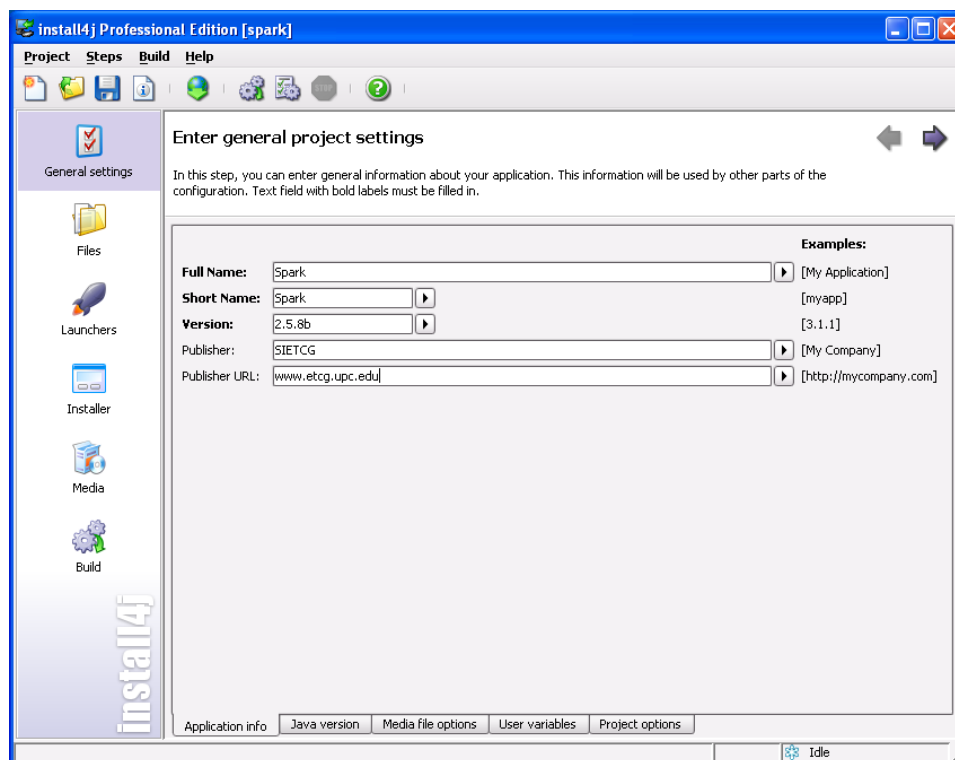 install4j Professional Edition [spark]
Project Steps Build Help
STOP
General settings
Files
Launchers
Installer
Media
Build
install4j
Enter general project settings
In this step, you can enter general information about your application. This information will be used by other parts of the
configuration. Text field with bold labels must be filled in.
Examples:
Full Name: Spark [My Application]
Short Name: Spark [myapp]
Version: 2.5.8b [3.1.1]
Publisher: SIETCG [My Company]
Publisher URL: www.etcg.upc.edu [http://mycompany.com]
Application info Java version Media file options User variables Project options
Idle